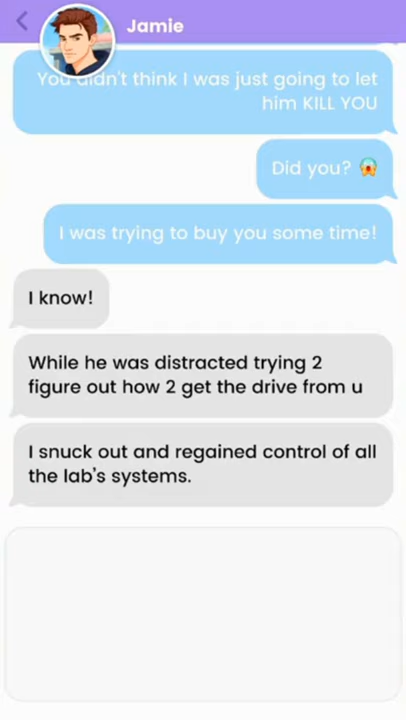 Jamie
You didn't think I was just going to let
him KILL YOU
Did you? 😱
I was trying to buy you some time!
I know!
While he was distracted trying 2
figure out how 2 get the drive from u
I snuck out and regained control of all
the lab's systems.